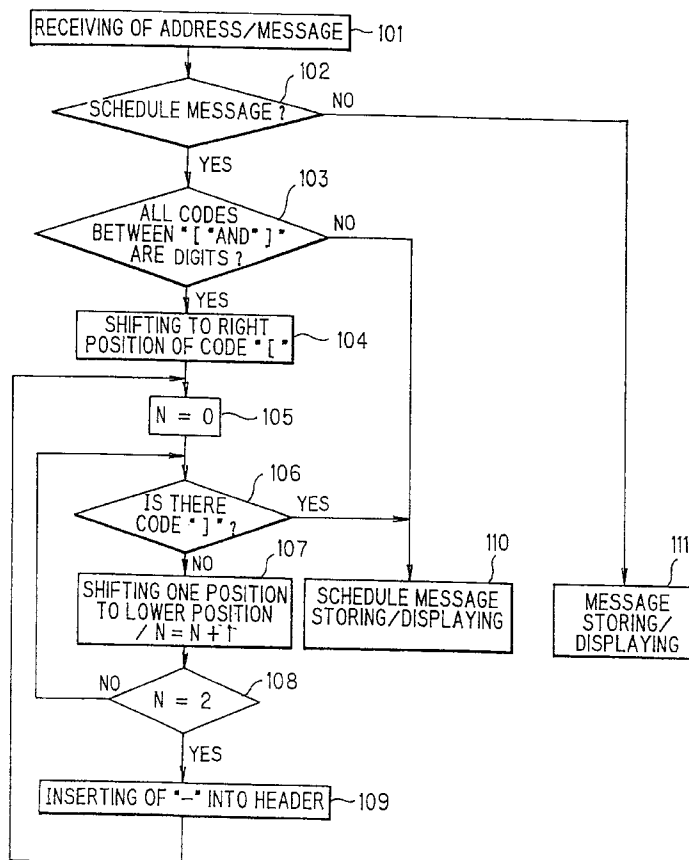 RECEIVING OF ADDRESS/MESSAGE
101
102
SCHEDULE MESSAGE?
NO
YES
103
ALL CODES
BETWEEN "[ "AND" ]"
ARE DIGITS?
NO
YES
SHIFTING TO RIGHT
POSITION OF CODE "["
104
N = 0
105
106
IS THERE
CODE "]"?
YES
NO
107
SHIFTING ONE POSITION
TO LOWER POSITION
/ N = N + 1
110
SCHEDULE MESSAGE
STORING/DISPLAYING
111
MESSAGE
STORING/
DISPLAYING
NO
108
N = 2
YES
INSERTING OF "-" INTO HEADER
109